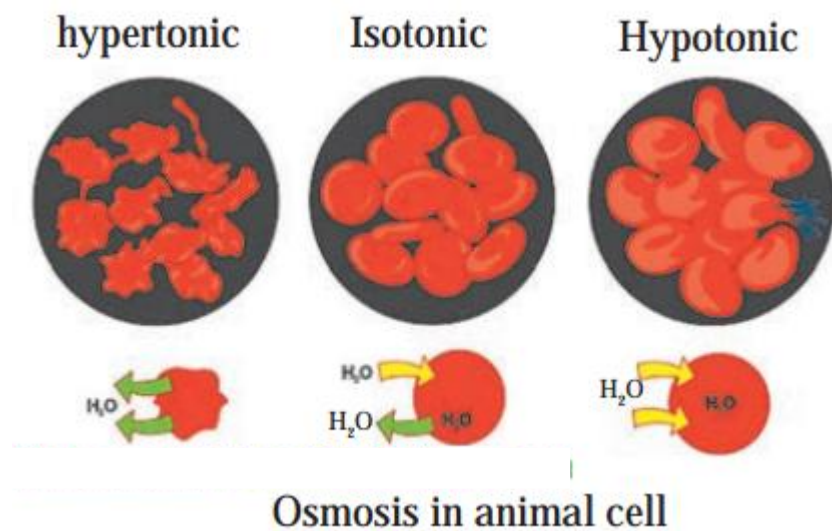 hypertonic Isotonic Hypotonic
H₂O
H₂O
H₂O
H₂O
H₂O
H₂O
Osmosis in animal cell